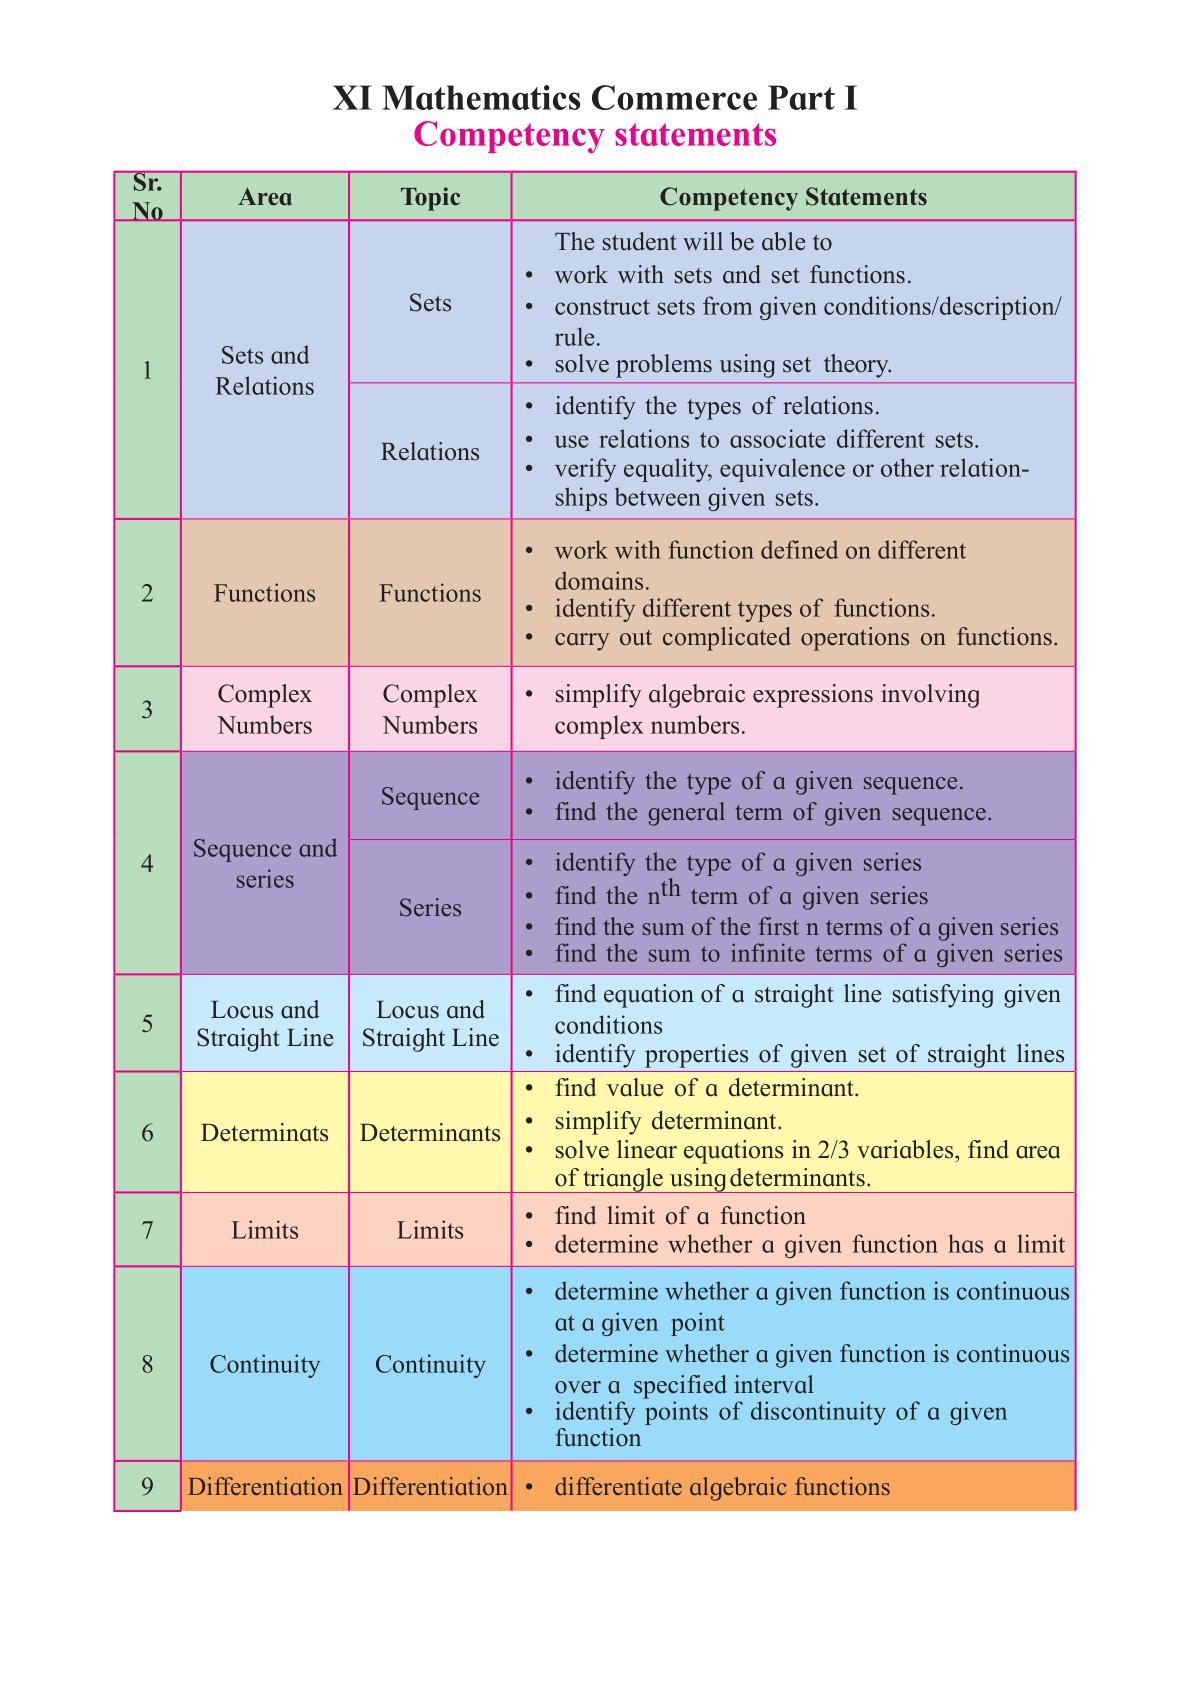 XI Mathematics Commerce Part I
Competency statements
Sr.
No
Area
Topic
Competency Statements
1
Sets and
Relations
Sets
The student will be able to
• work with sets and set functions.
• construct sets from given conditions/description/
rule.
• solve problems using set theory.
Relations
• identify the types of relations.
• use relations to associate different sets.
• verify equality, equivalence or other relation-
ships between given sets.
2
Functions
Functions
• work with function defined on different
domains.
• identify different types of functions.
• carry out complicated operations on functions.
3
Complex
Numbers
Complex
Numbers
• simplify algebraic expressions involving
complex numbers.
4
Sequence and
series
Sequence
• identify the type of a given sequence.
• find the general term of given sequence.
Series
• identify the type of a given series
• find the nth term of a given series
• find the sum of the first n terms of a given series
• find the sum to infinite terms of a given series
5
Locus and
Straight Line
Locus and
Straight Line
• find equation of a straight line satisfying given
conditions
• identify properties of given set of straight lines
6
Determinats
Determinants
• find value of a determinant.
• simplify determinant.
• solve linear equations in 2/3 variables, find area
of triangle using determinants.
7
Limits
Limits
• find limit of a function
• determine whether a given function has a limit
8
Continuity
Continuity
• determine whether a given function is continuous
at a given point
• determine whether a given function is continuous
over a specified interval
• identify points of discontinuity of a given
function
9
Differentiation
Differentiation
• differentiate algebraic functions